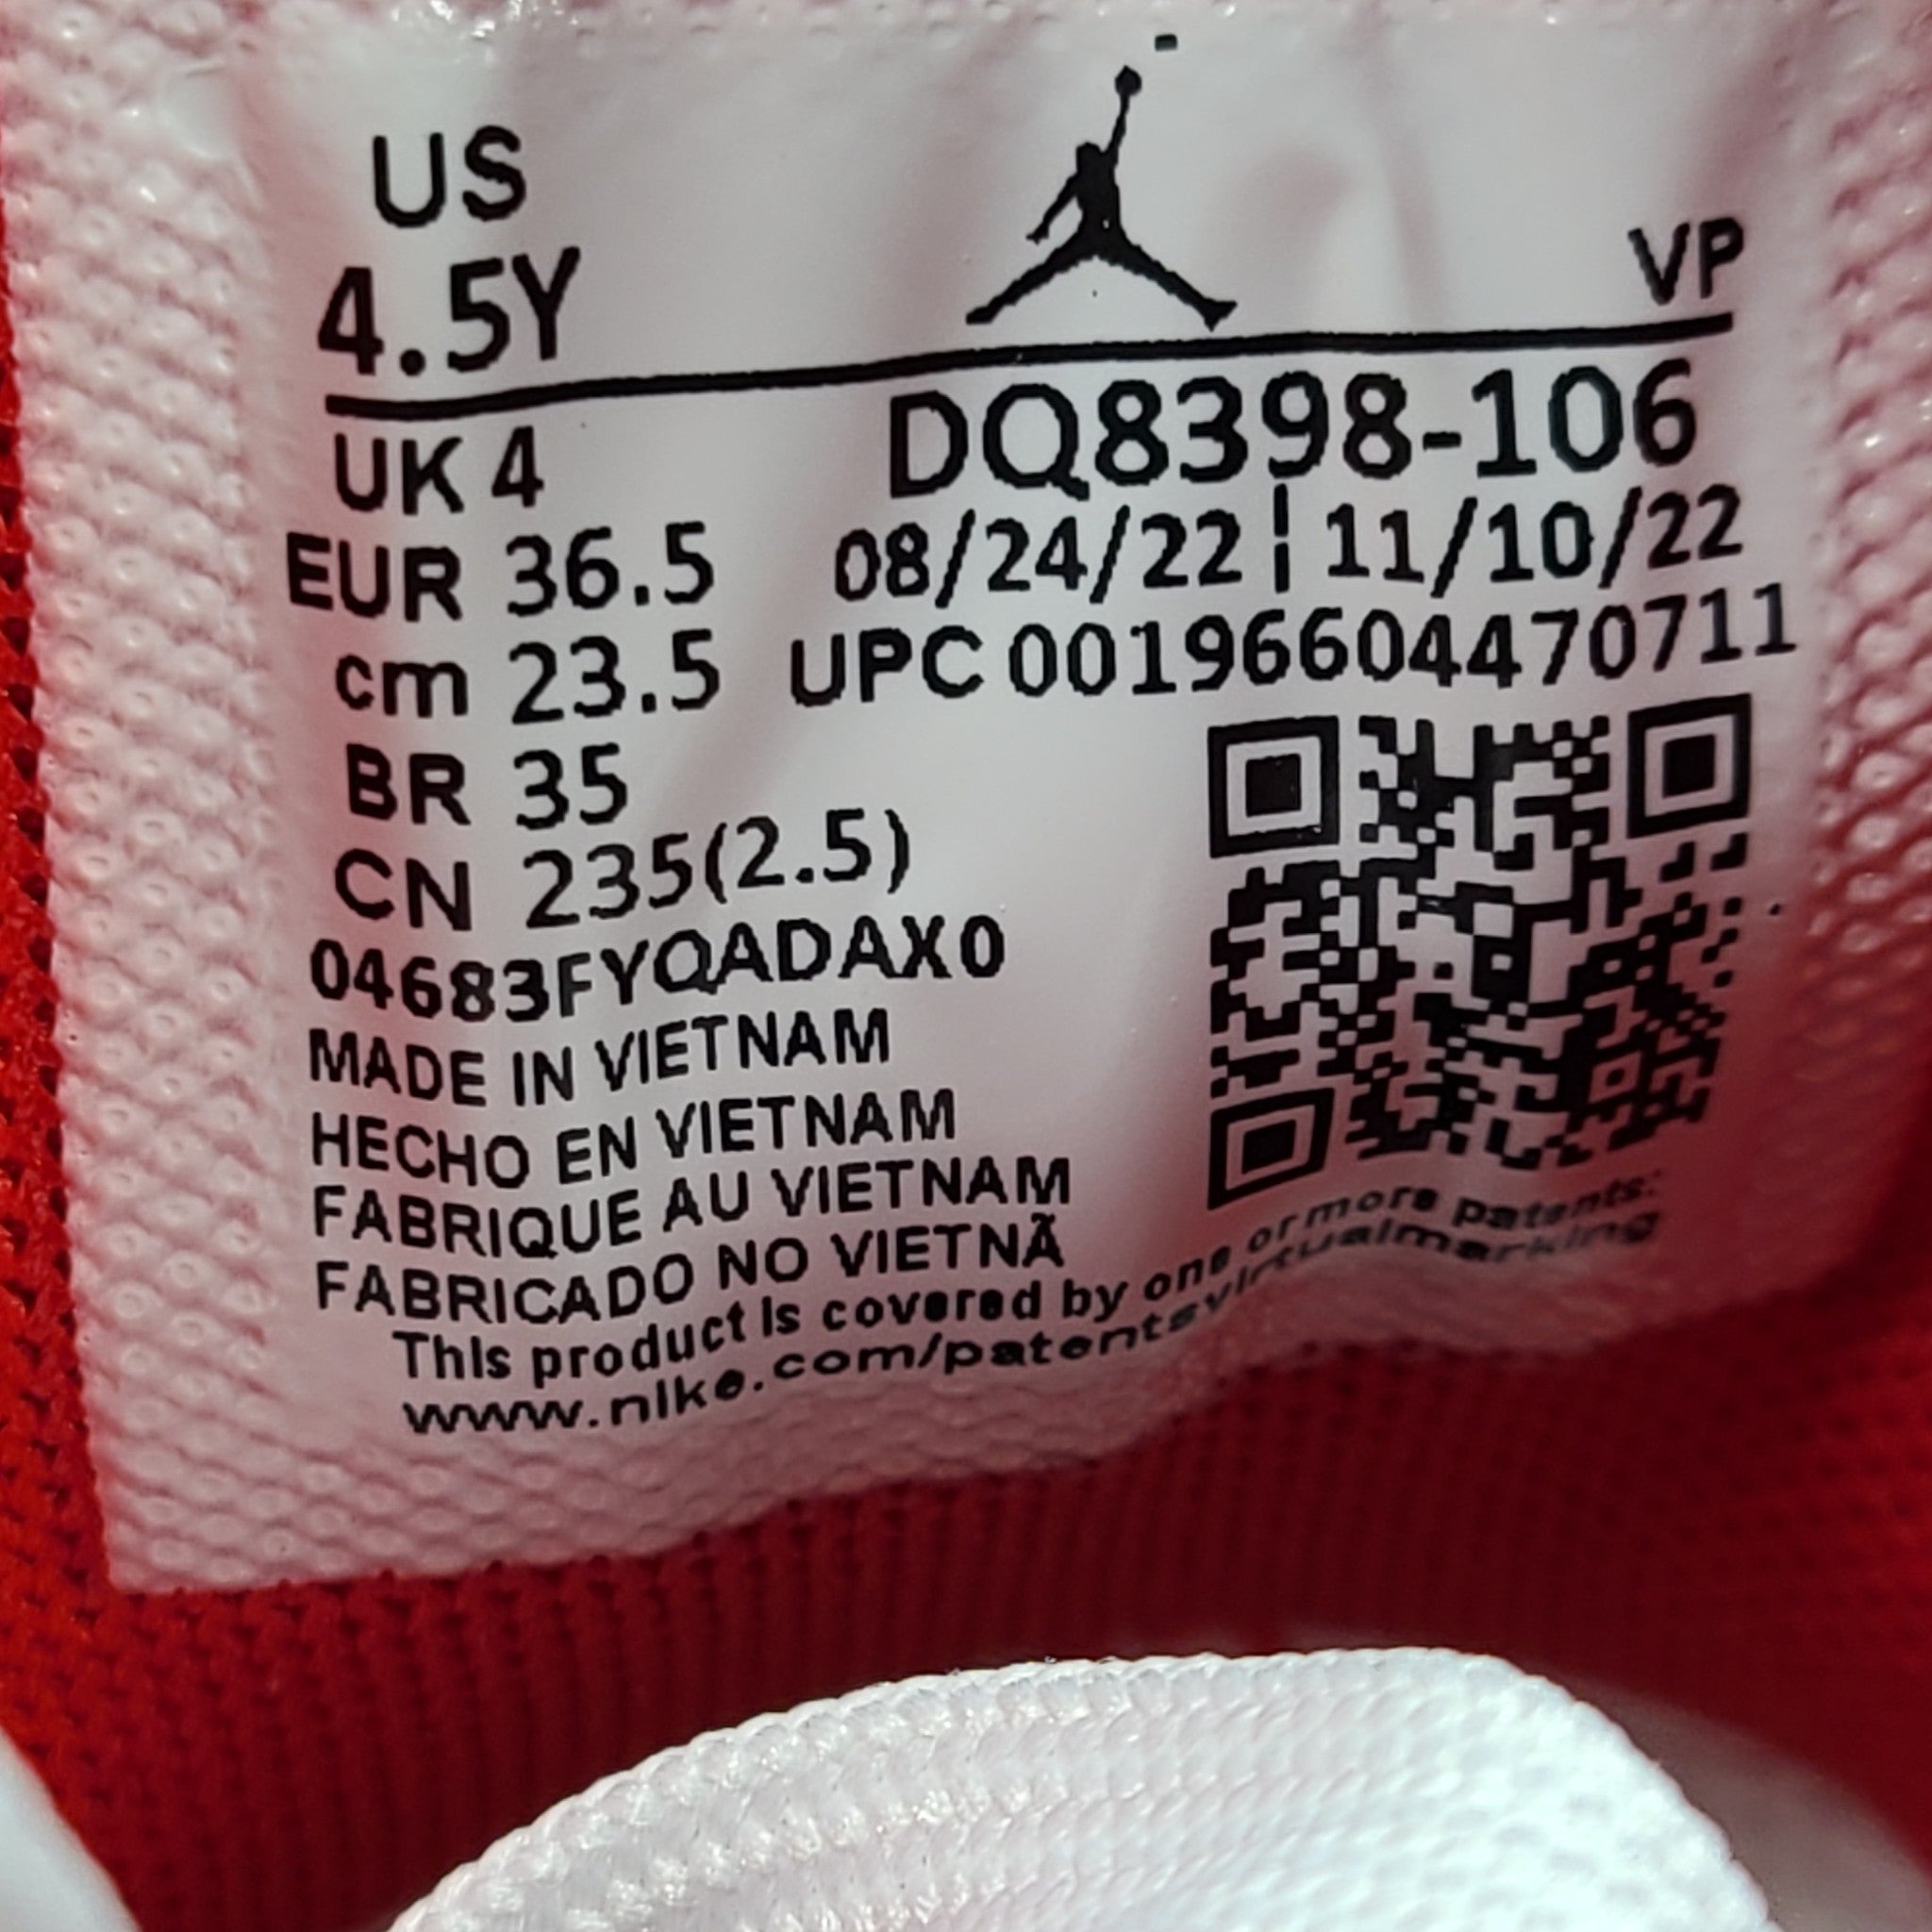 US
VP
4.5Y
UK 4
DQ8398-106
EUR 36.5
08/24/22 ¦ 11/10/22
cm 23.5
UPC 00196604470711
BR 35
CN 235(2.5)
04683FYQADAX0
MADE IN VIETNAM
HECHO EN VIETNAM
FABRIQUE AU VIETNAM
FABRICADO NO VIETNÃ
This product is covered by one or more patents:
www.nike.com/patentsvirtualmarking